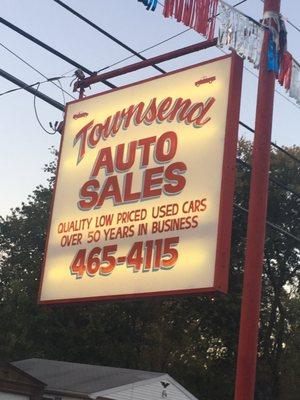 Townsend
AUTO
SALES
QUALITY LOW PRICED USED CARS
OVER 50 YEARS IN BUSINESS
465-4115